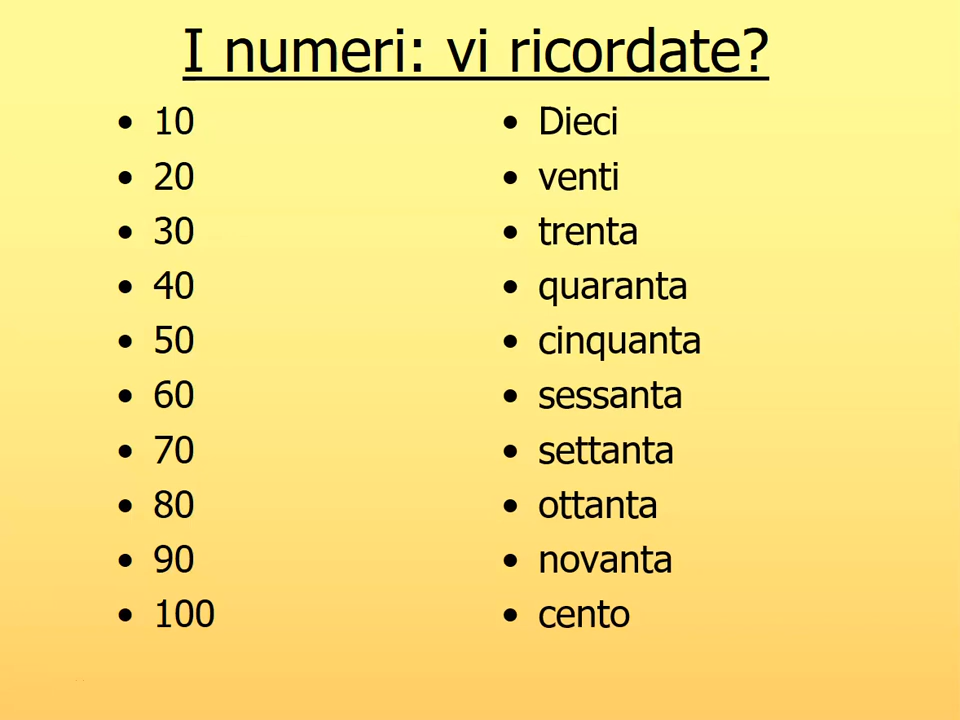 I numeri: vi ricordate?
• 10
• 20
• 30
• 40
• 50
• 60
• 70
• 80
• 90
• 100
• Dieci
• venti
• trenta
• quaranta
• cinquanta
• sessanta
• settanta
• ottanta
• novanta
• cento